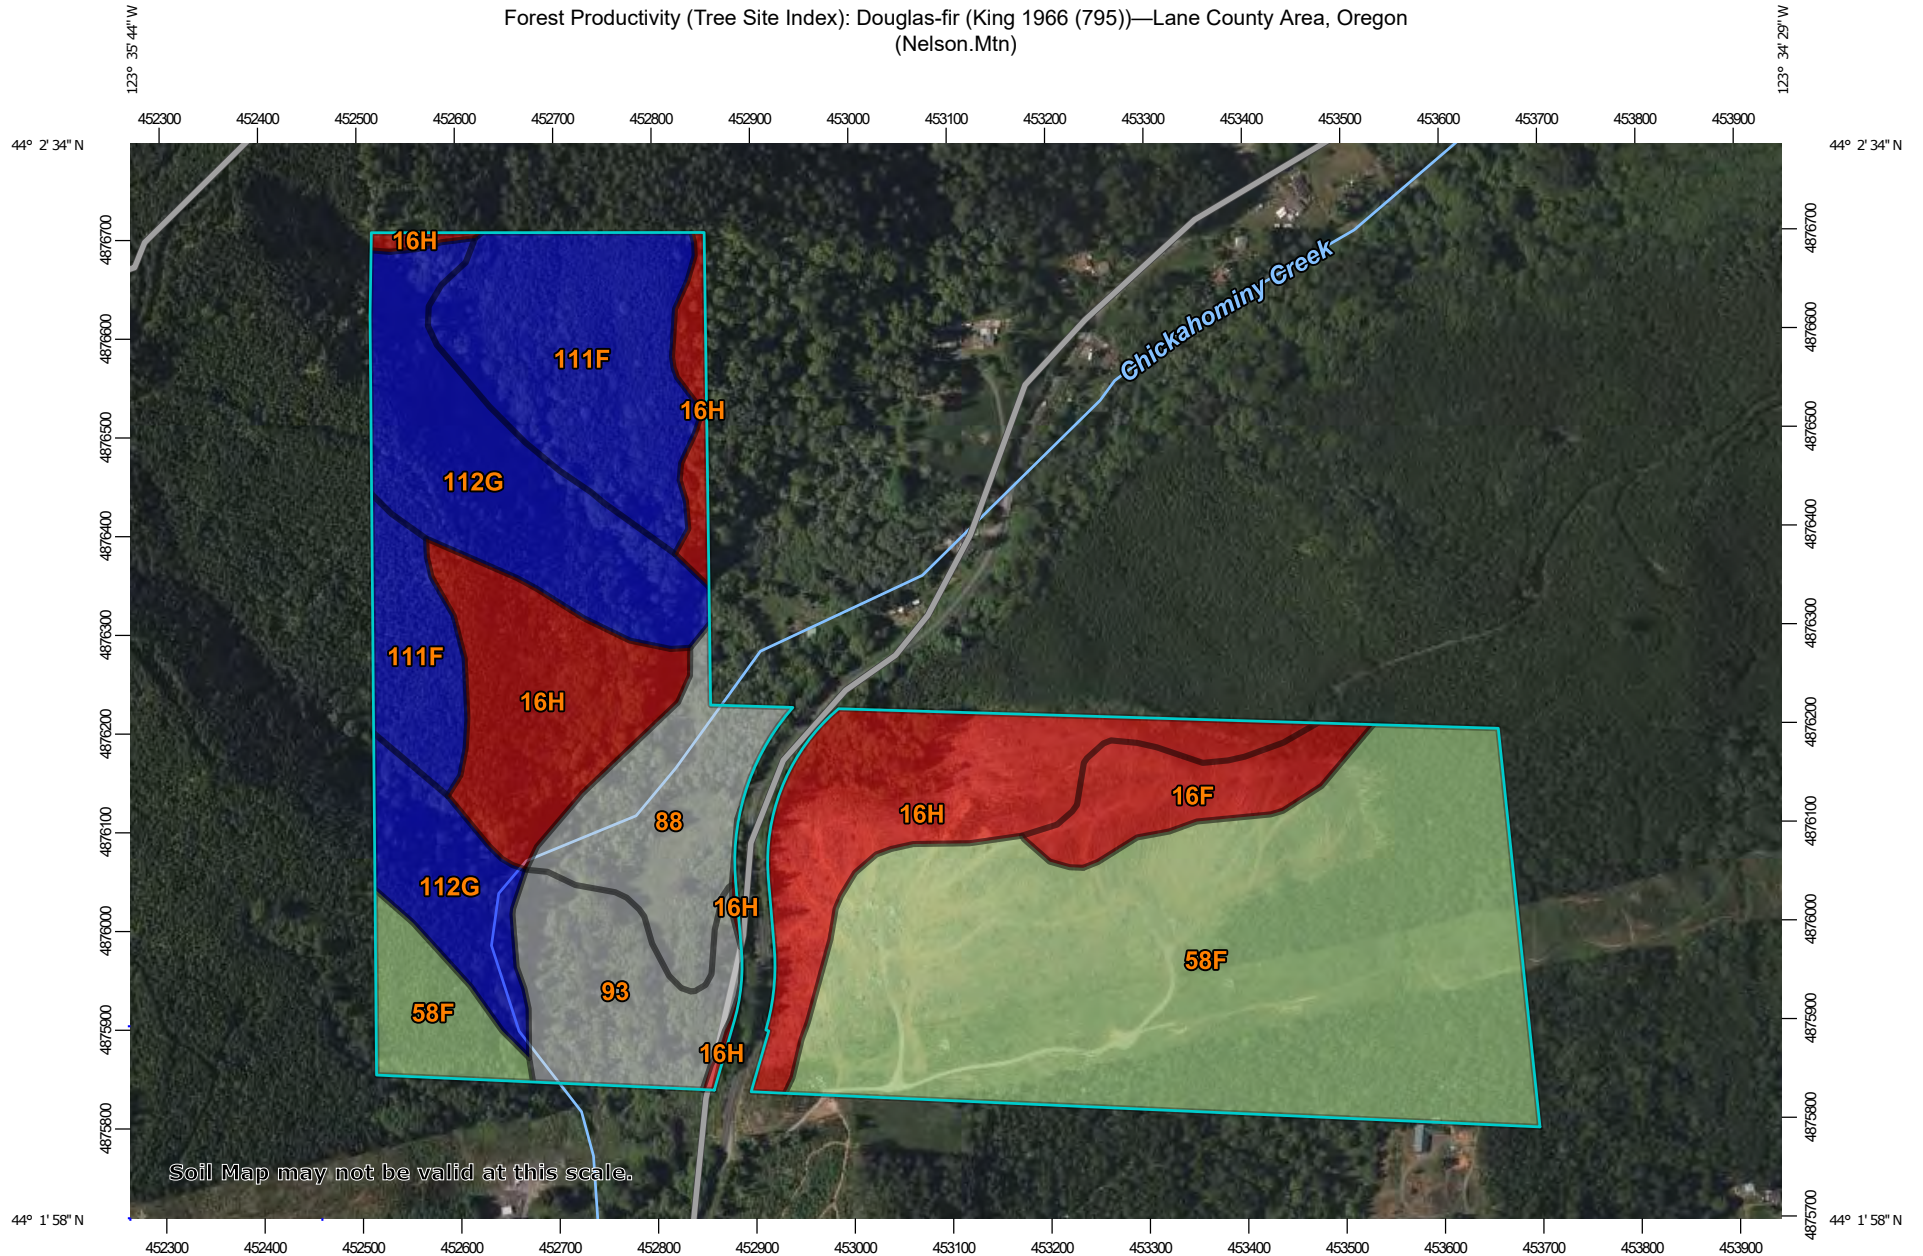 Forest Productivity (Tree Site Index): Douglas-fir (King 1966 (795))—Lane County Area, Oregon
(Nelson.Mtn)
123° 35' 44" W
123° 34' 29" W
452300 452400 452500 452600 452700 452800 452900 453000 453100 453200 453300 453400 453500 453600 453700 453800 453900
44° 2' 34" N
44° 2' 34" N
4876700
4876600
4876500
4876400
4876300
4876200
4876100
4876000
4875900
4875800
4876700
4876600
4876500
4876400
4876300
4876200
4876100
4876000
4875900
4875800
4875700
16H
Chickahominy Creek
111F
16H
112G
111F
16H
16F
16H
88
112G
16H
58F
93
58F
16H
Soil Map may not be valid at this scale.
44° 1' 58" N
44° 1' 58" N
452300 452400 452500 452600 452700 452800 452900 453000 453100 453200 453300 453400 453500 453600 453700 453800 453900